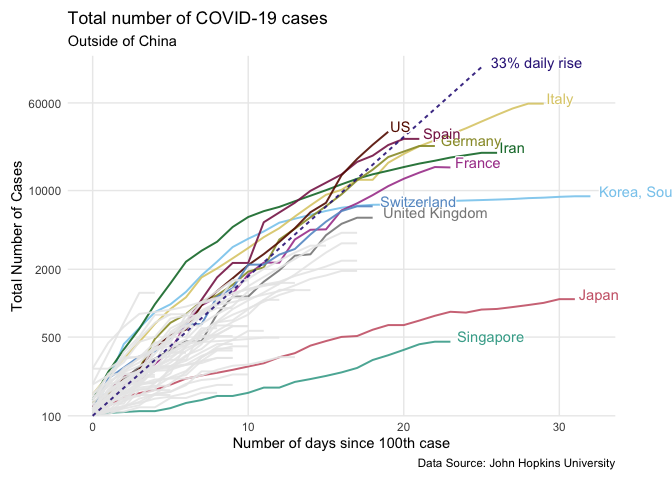 Total number of COVID-19 cases
Outside of China
33% daily rise
Italy
US
Spain
Germany
Iran
France
Korea, Sou
Switzerland
United Kingdom
Japan
Singapore
60000
10000
2000
500
100
Total Number of Cases
0 10 20 30
Number of days since 100th case
Data Source: John Hopkins University